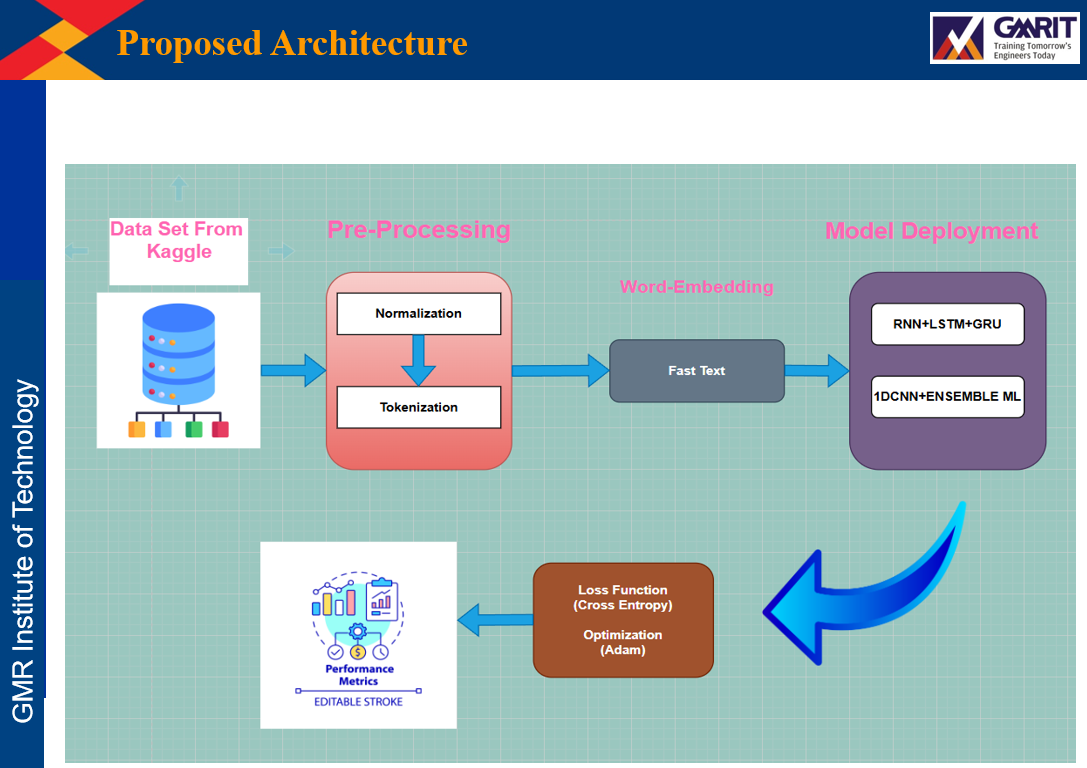 Proposed Architecture
GMRIT
Training Tomorrow's
Engineers Today
GMR Institute of Technology
Data Set From
Kaggle
Pre-Processing
Normalization
Tokenization
Word-Embedding
Fast Text
Model Deployment
RNN+LSTM+GRU
1DCNN+ENSEMBLE ML
Loss Function
(Cross Entropy)
Optimization
(Adam)
$
Performance
Metrics
EDITABLE STROKE